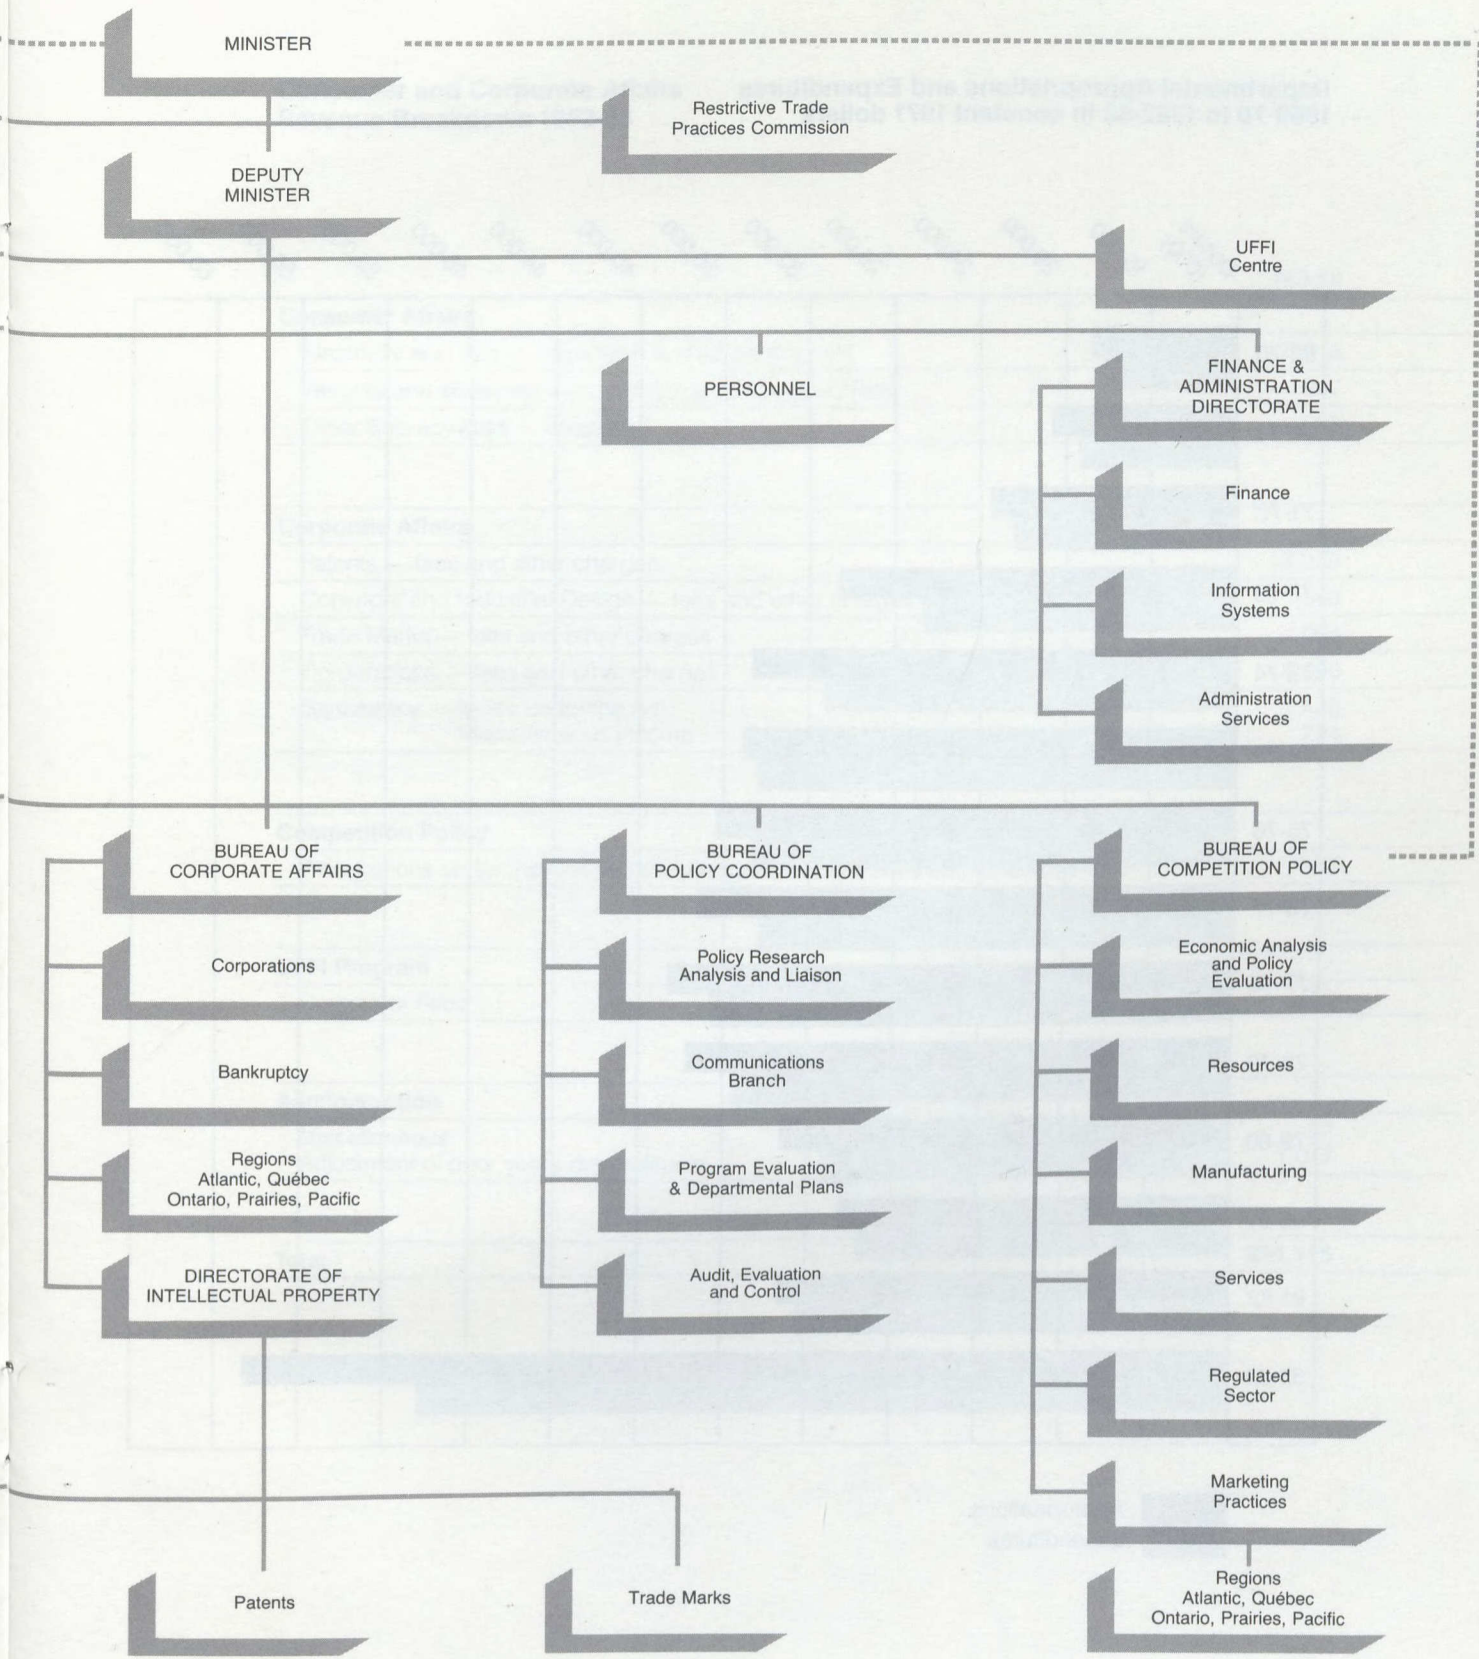 MINISTER
Restrictive Trade
Practices Commission
DEPUTY
MINISTER
UFFI
Centre
PERSONNEL
FINANCE &
ADMINISTRATION
DIRECTORATE
Finance
Information
Systems
Administration
Services
BUREAU OF
CORPORATE AFFAIRS
Corporations
Bankruptcy
Regions
Atlantic, Québec
Ontario, Prairies, Pacific
DIRECTORATE OF
INTELLECTUAL PROPERTY
Patents
Trade Marks
BUREAU OF
POLICY COORDINATION
Policy Research
Analysis and Liaison
Communications
Branch
Program Evaluation
& Departmental Plans
Audit, Evaluation
and Control
BUREAU OF
COMPETITION POLICY
Economic Analysis
and Policy
Evaluation
Resources
Manufacturing
Services
Regulated
Sector
Marketing
Practices
Regions
Atlantic, Québec
Ontario, Prairies, Pacific